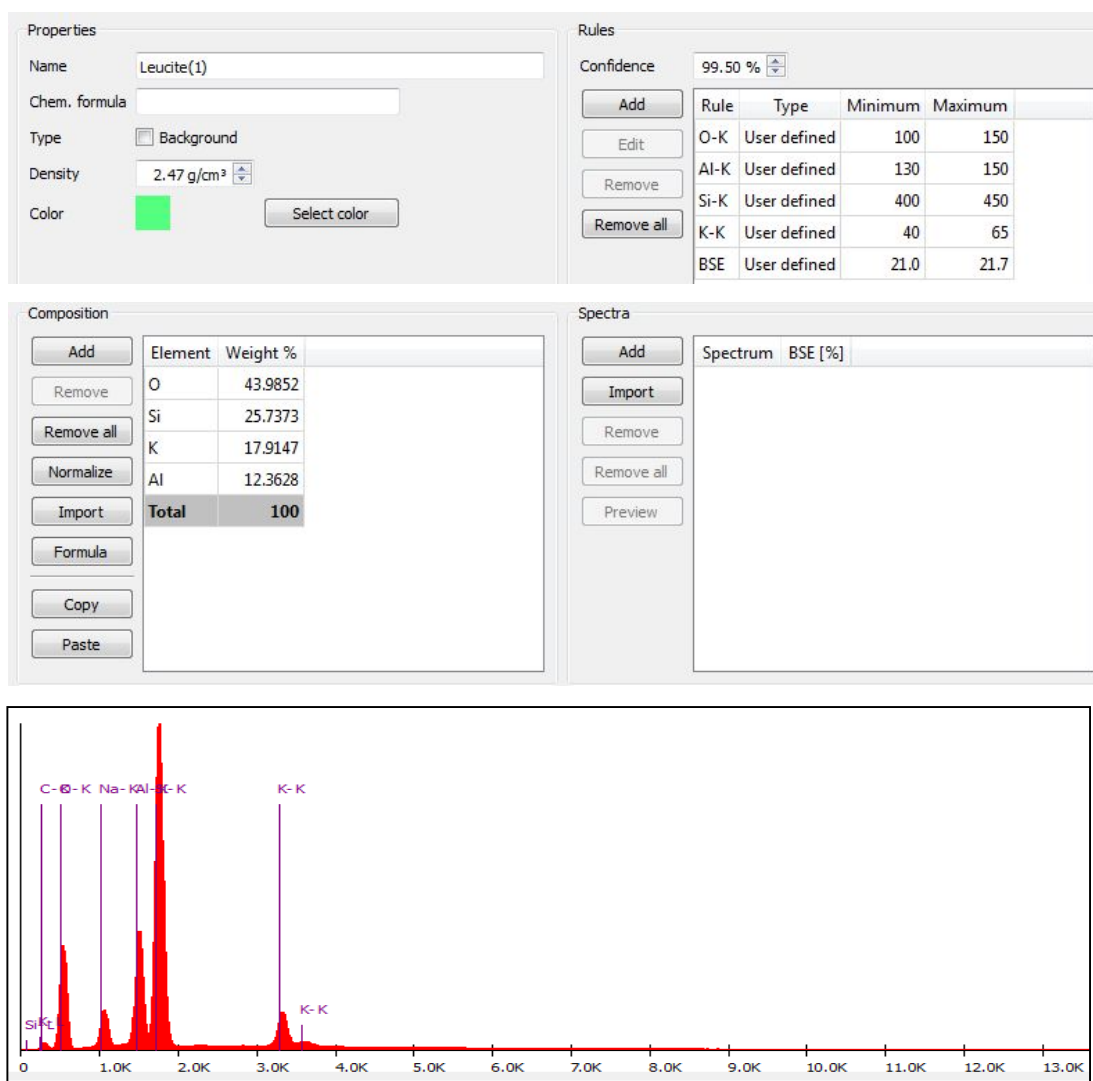 Properties
Name Leucite(1)
Chem. formula
Type Background
Density 2.47 g/cm³
Color Select color
Rules
Confidence 99.50 %
Add
Edit
Remove
Remove all
Rule Type Minimum Maximum
O-K User defined 100 150
Al-K User defined 130 150
Si-K User defined 400 450
K-K User defined 40 65
BSE User defined 21.0 21.7
Composition
Add
Remove
Remove all
Normalize
Import
Formula
Copy
Paste
Element Weight %
O 43.9852
Si 25.7373
K 17.9147
Al 12.3628
Total 100
Spectra
Add
Import
Remove
Remove all
Preview
Spectrum BSE [%]
O-K Na-K K-K
K-K
0 1.0K 2.0K 3.0K 4.0K 5.0K 6.0K 7.0K 8.0K 9.0K 10.0K 11.0K 12.0K 13.0K